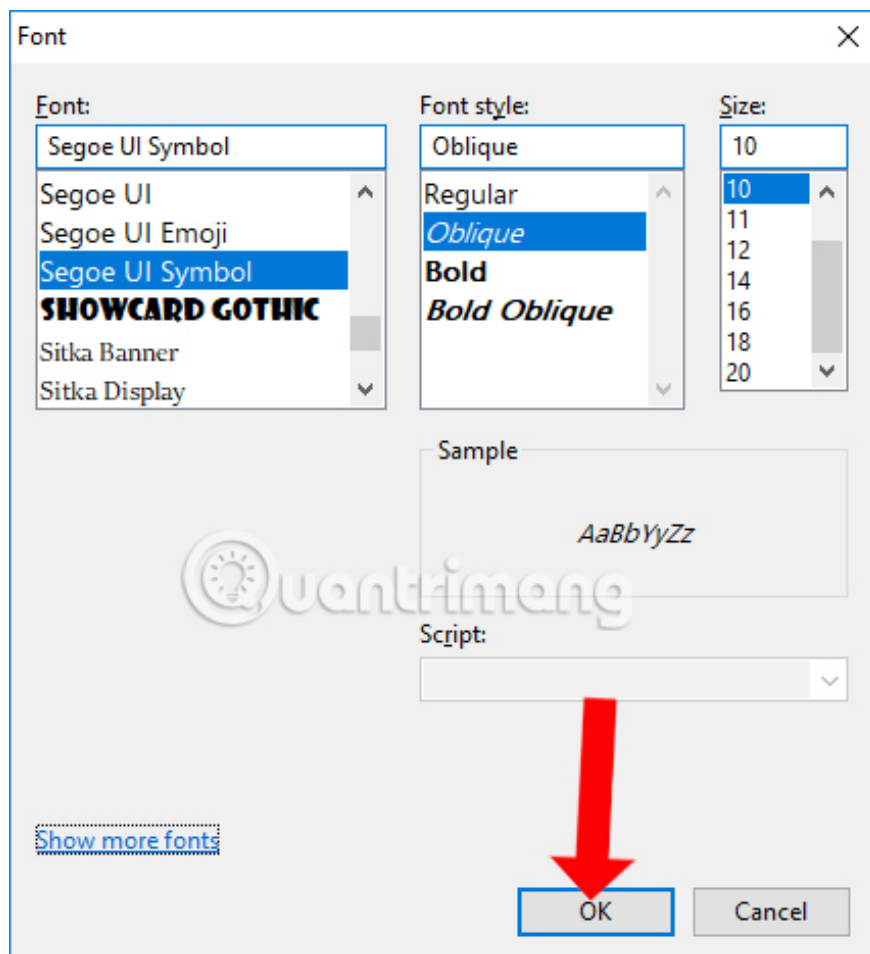 Font
Font:
Font style:
Size:
Segoe UI Symbol
Oblique
10
Segoe UI
Segoe UI Emoji
Segoe UI Symbol
SHOWCARD GOTHIC
Sitka Banner
Sitka Display
Regular
Oblique
Bold
Bold Oblique
10
11
12
14
16
18
20
Sample
AaBbYyZz
Quantrimang
Script:
Show more fonts
OK
Cancel